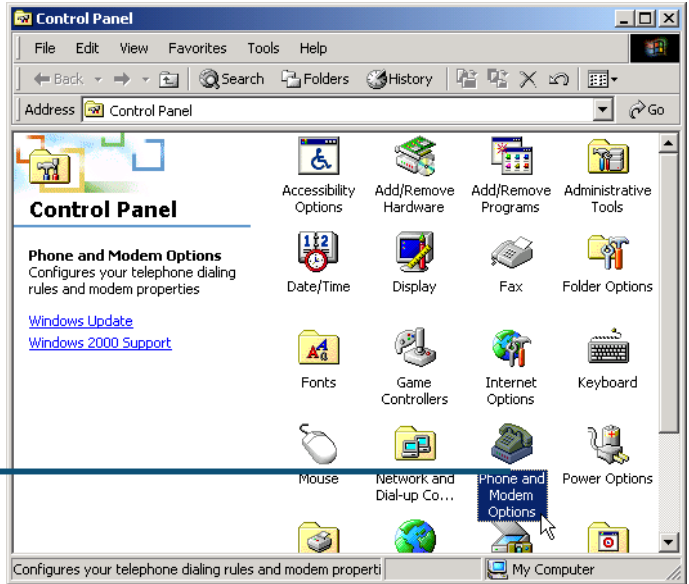 Control Panel
File Edit View Favorites Tools Help
Back Search Folders History
Address Control Panel Go
Control Panel
Phone and Modem Options
Configures your telephone dialing
rules and modem properties
Windows Update
Windows 2000 Support
Accessibility
Options
Add/Remove
Hardware
Add/Remove
Programs
Administrative
Tools
Date/Time
Display
Fax
Folder Options
Fonts
Game
Controllers
Internet
Options
Keyboard
Mouse
Network and
Dial-up Co...
Phone and
Modem
Options
Power Options
Configures your telephone dialing rules and modem properti
My Computer